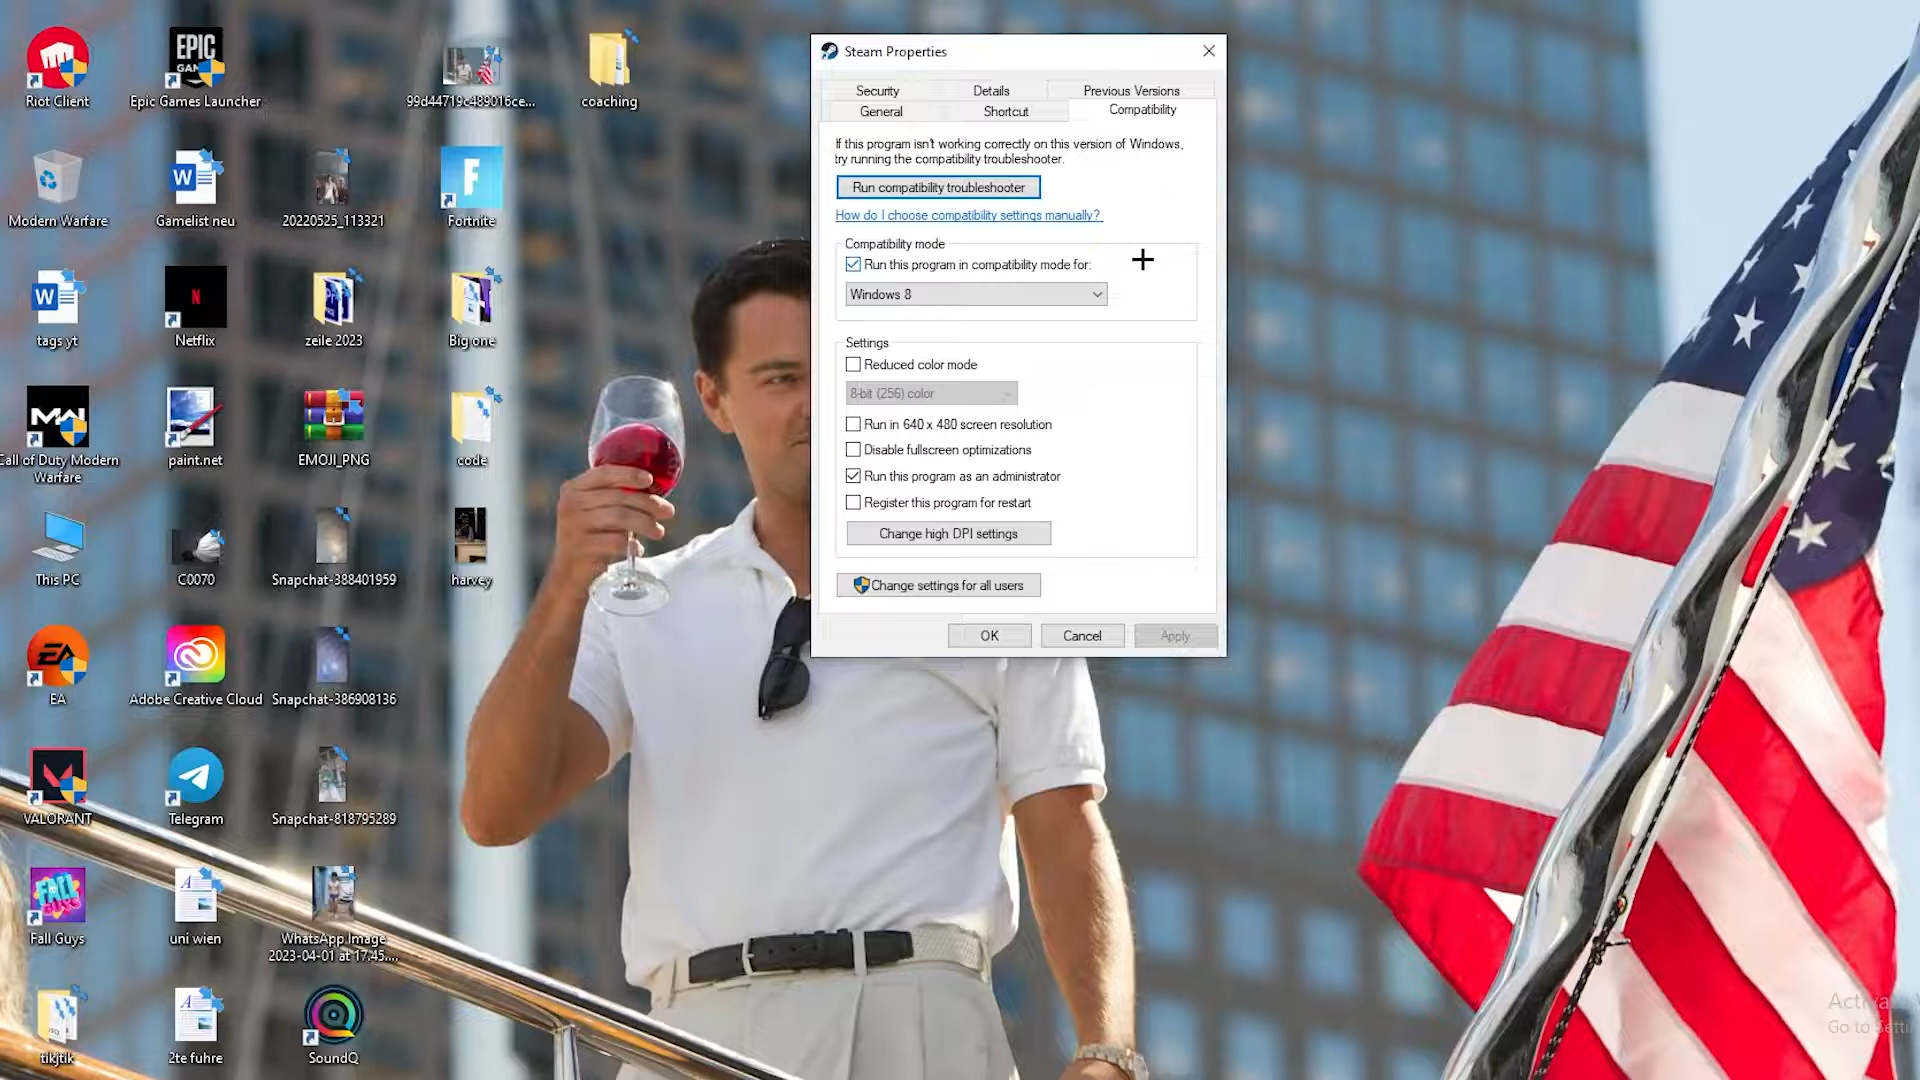 Riot Client
EPIC
GAMES
Epic Games Launcher
99d44719c489016ce...
coaching
Modern Warfare
Gamelist neu
20220525_113321
Fortnite
tags yt
Netflix
zeile 2023
Big one
Call of Duty Modern
Warfare
paint.net
EMOJI_PNG
code
This PC
C0070
Snapchat-388401959
harvey
EA
Adobe Creative Cloud
Snapchat-386908136
VALORANT
Telegram
Snapchat-818795289
FALL
GUYS
Fall Guys
uni wien
WhatsApp Image
2023-04-01 at 17.45....
tikjtik
2te fuhre
SoundQ
Steam Properties
Security
Details
Previous Versions
General
Shortcut
Compatibility
If this program isn't working correctly on this version of Windows,
try running the compatibility troubleshooter.
Run compatibility troubleshooter
How do I choose compatibility settings manually?
Compatibility mode
Run this program in compatibility mode for:
Windows 8
Settings
Reduced color mode
8-bit (256) color
Run in 640 x 480 screen resolution
Disable fullscreen optimizations
Run this program as an administrator
Register this program for restart
Change high DPI settings
Change settings for all users
OK
Cancel
Apply
Go to